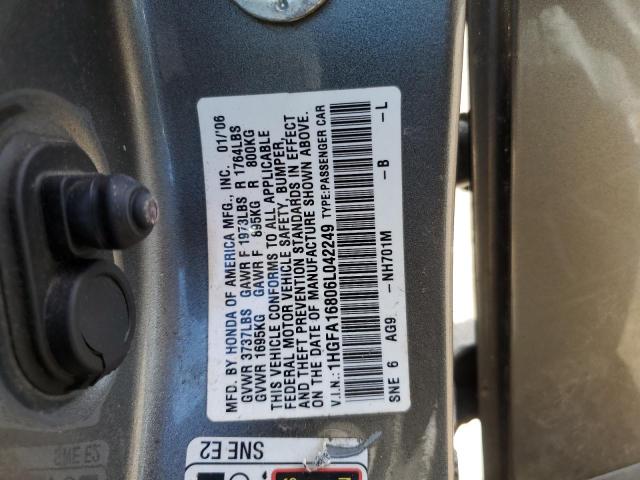 MFD. BY HONDA OF AMERICA MFG., INC. 01/'06
GVWR 3737LBS GAWR F 1973LBS R 1764LBS
GVWR 1695KG GAWR F 895KG R 800KG
THIS VEHICLE CONFORMS TO ALL APPLICABLE
FEDERAL MOTOR VEHICLE SAFETY, BUMPER,
AND THEFT PREVENTION STANDARDS IN EFFECT
ON THE DATE OF MANUFACTURE SHOWN ABOVE.
V.I.N.: 1HGFA16806L042249 TYPE:PASSENGER CAR
SNE 6 AG9 - NH701M - B - L
SNE E2
SNE E2